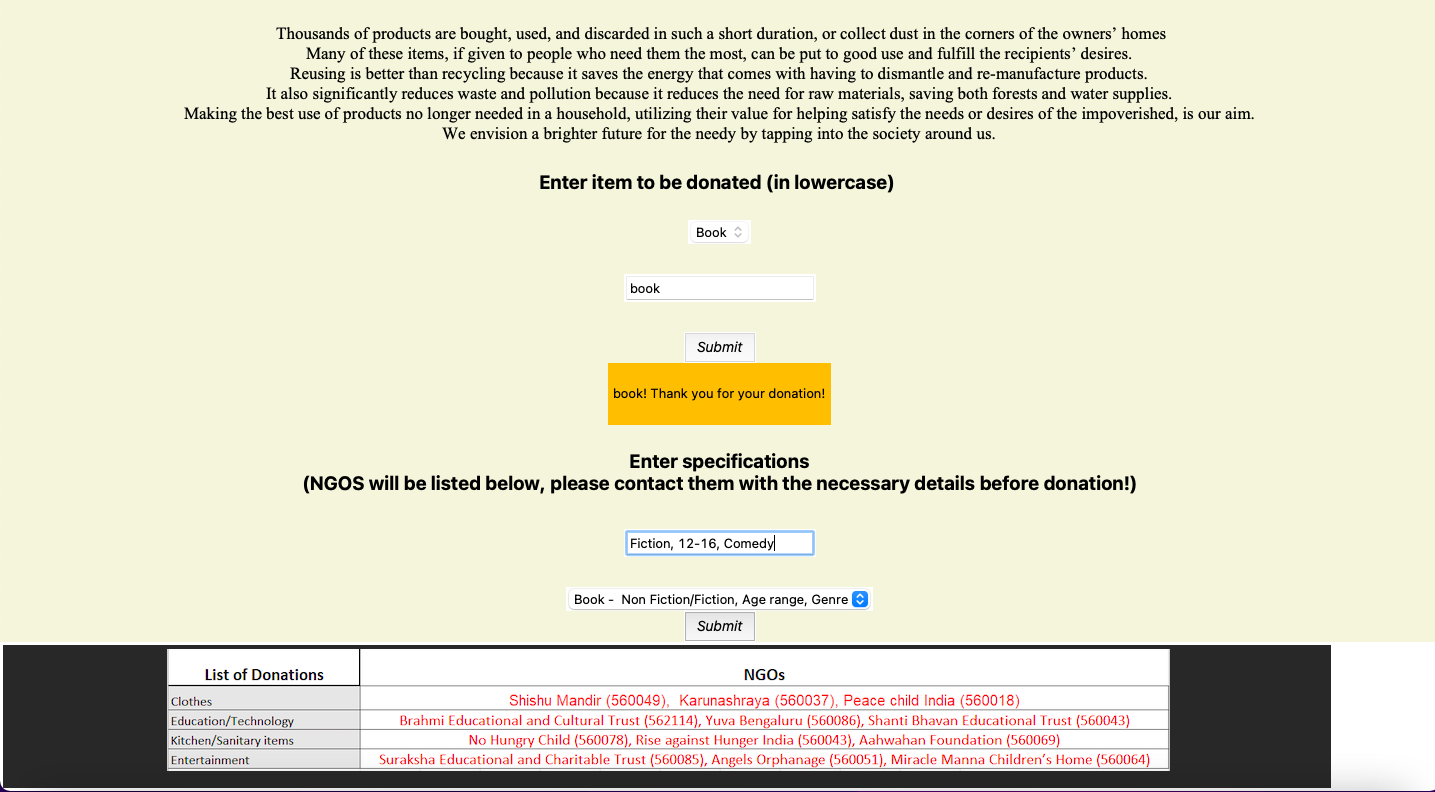 Thousands of products are bought, used, and discarded in such a short duration, or collect dust in the corners of the owners’ homes
Many of these items, if given to people who need them the most, can be put to good use and fulfill the recipients’ desires.
Reusing is better than recycling because it saves the energy that comes with having to dismantle and re-manufacture products.
It also significantly reduces waste and pollution because it reduces the need for raw materials, saving both forests and water supplies.
Making the best use of products no longer needed in a household, utilizing their value for helping satisfy the needs or desires of the impoverished, is our aim.
We envision a brighter future for the needy by tapping into the society around us.
Enter item to be donated (in lowercase)
Book
book
Submit
book! Thank you for your donation!
Enter specifications
(NGOS will be listed below, please contact them with the necessary details before donation!)
Fiction, 12-16, Comedy
Book - Non Fiction/Fiction, Age range, Genre
Submit
List of Donations NGOs
Clothes Shishu Mandir (560049), Karunashraya (560037), Peace child India (560018)
Education/Technology Brahmi Educational and Cultural Trust (562114), Yuva Bengaluru (560086), Shanti Bhavan Educational Trust (560043)
Kitchen/Sanitary items No Hungry Child (560078), Rise against Hunger India (560043), Aahwahan Foundation (560069)
Entertainment Suraksha Educational and Charitable Trust (560085), Angels Orphanage (560051), Miracle Manna Children’s Home (560064)